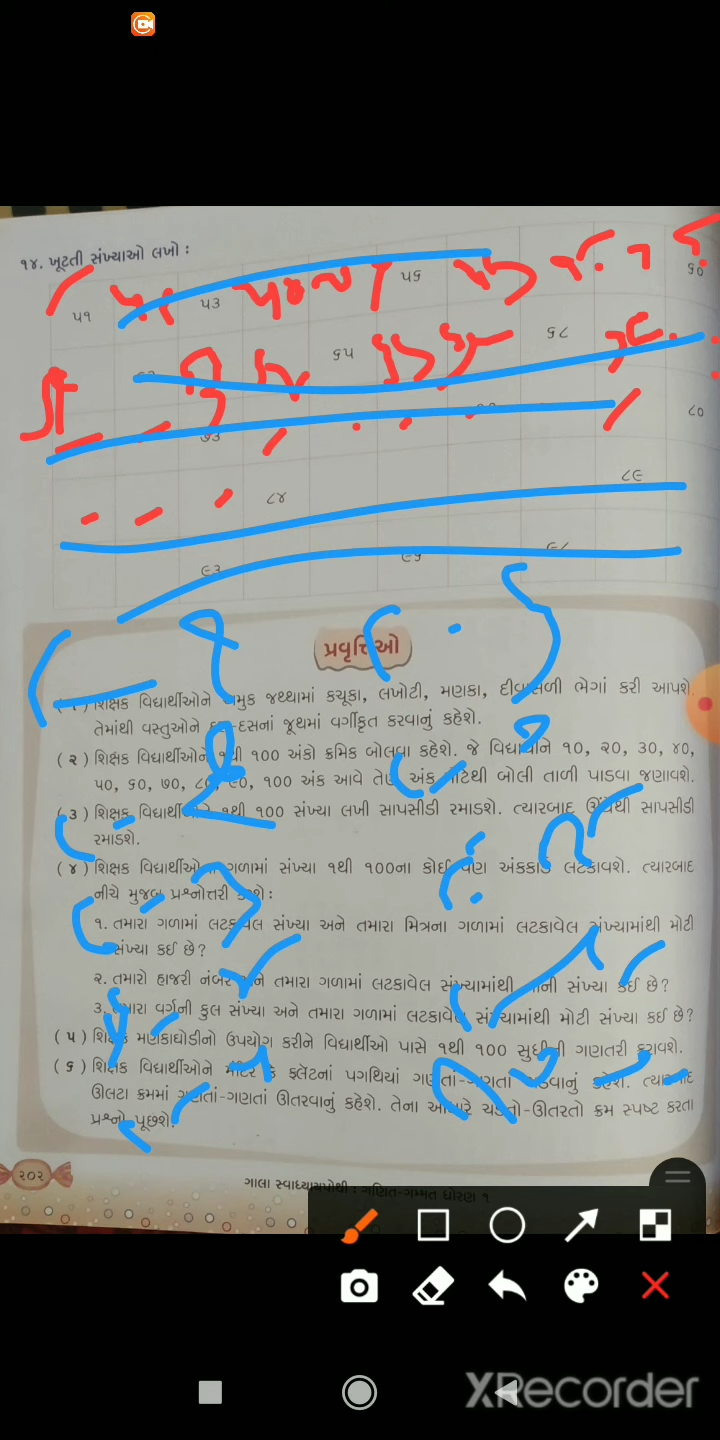 ૧૪. ખૂટતી સંખ્યાઓ લખો :
૫૧ ૫૩ ૫૬ ૬૦
૬૫ ૬૮
૭૩ ૮૦
૮૪ ૮૯
૯૩ ૯૬ ૯૮
પ્રવૃત્તિઓ
(૧) શિક્ષક વિદ્યાર્થીઓને અમુક જથ્થામાં કચૂકા, લખોટી, મણકા, દીવાસળી ભેગાં કરી આપશે.
તેમાંથી વસ્તુઓને દસ-દસનાં જૂથમાં વર્ગીકૃત કરવાનું કહેશે.
(૨) શિક્ષક વિદ્યાર્થીઓને ૧થી ૧૦૦ અંકો ક્રમિક બોલવા કહેશે. જે વિદ્યાર્થીને ૧૦, ૨૦, ૩૦, ૪૦,
૫૦, ૬૦, ૭૦, ૮૦, ૯૦, ૧૦૦ અંક આવે તેણે અંક મોટેથી બોલી તાળી પાડવા જણાવશે.
(૩) શિક્ષક વિદ્યાર્થીઓને ૧થી ૧૦૦ સંખ્યા લખી સાપસીડી રમાડશે. ત્યારબાદ ઊંધેથી સાપસીડી
રમાડશે.
(૪) શિક્ષક વિદ્યાર્થીઓના ગળામાં સંખ્યા ૧થી ૧૦૦ના કોઈ પણ અંકકાર્ડ લટકાવશે. ત્યારબાદ
નીચે મુજબ પ્રશ્નોત્તરી કરશે :
૧. તમારા ગળામાં લટકાવેલ સંખ્યા અને તમારા મિત્રના ગળામાં લટકાવેલ સંખ્યામાંથી મોટી
સંખ્યા કઈ છે?
૨. તમારો હાજરી નંબર અને તમારા ગળામાં લટકાવેલ સંખ્યામાંથી નાની સંખ્યા કઈ છે?
૩. તમારા વર્ગની કુલ સંખ્યા અને તમારા ગળામાં લટકાવેલ સંખ્યામાંથી મોટી સંખ્યા કઈ છે?
(૫) શિક્ષક મણકાઘોડીનો ઉપયોગ કરીને વિદ્યાર્થીઓ પાસે ૧થી ૧૦૦ સુધીની ગણતરી કરાવશે.
(૬) શિક્ષક વિદ્યાર્થીઓને મંદિર કે ફ્લૅટનાં પગથિયાં ગણતાં-ગણતાં ચડવાનું કહેશે. ત્યારબાદ
ઊલટા ક્રમમાં ગણતાં-ગણતાં ઊતરવાનું કહેશે. તેના આધારે ચડતો-ઊતરતો ક્રમ સ્પષ્ટ કરતા
પ્રશ્નો પૂછશે.
૨૦૨
ગાલા સ્વાધ્યાયપોથી : ગણિત-ગમ્મત ધોરણ ૧
XRecorder